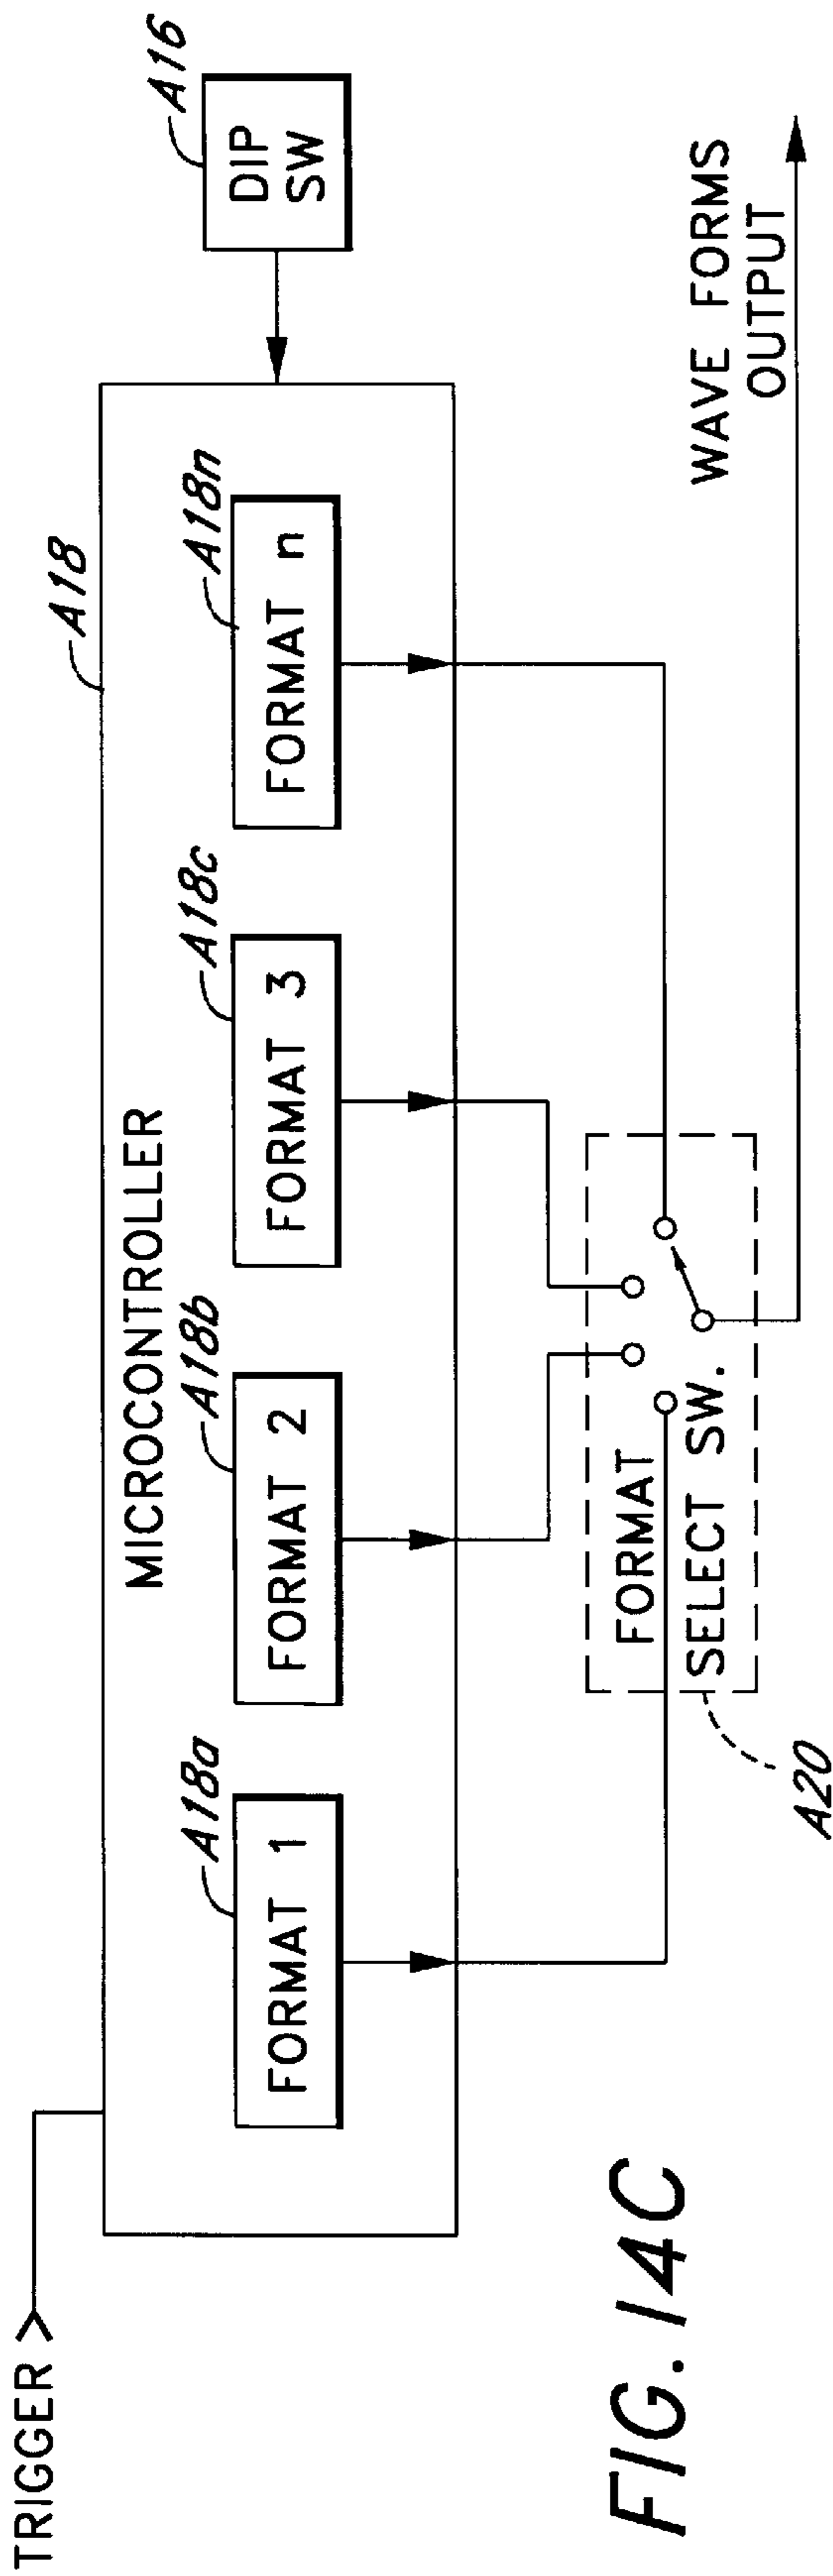 TRIGGER
MICROCONTROLLER
A18
A16
DIP
SW
A18a
FORMAT 1
A18b
FORMAT 2
A18c
FORMAT 3
A18n
FORMAT n
FORMAT
SELECT SW.
A20
WAVE FORMS
OUTPUT
FIG. 14C